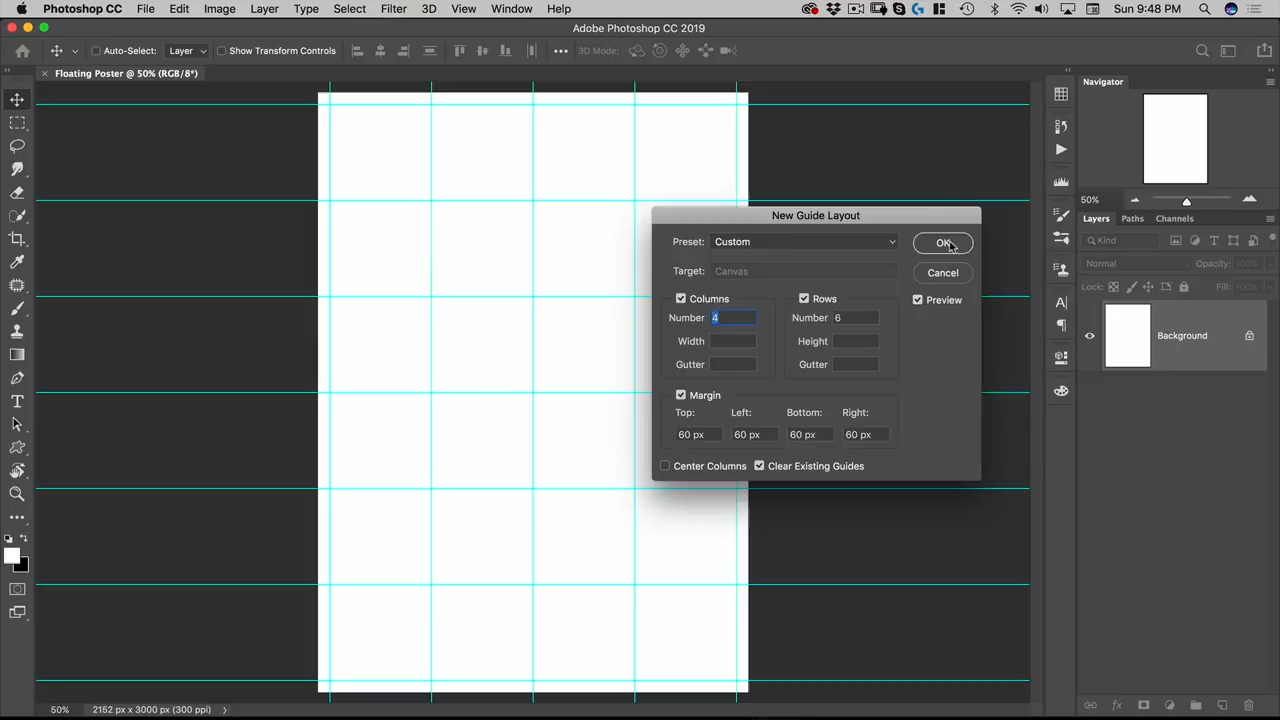 Photoshop CC File Edit Image Layer Type Select Filter 3D View Window Help Sun 9:48 PM
Adobe Photoshop CC 2019
Auto-Select: Layer Show Transform Controls 3D Mode:
Floating Poster @ 50% (RGB/8*)
Navigator
50%
Layers Paths Channels
Kind
Normal Opacity: 100%
Lock: Fill: 100%
Background
New Guide Layout
Preset: Custom OK
Target: Canvas Cancel
Columns Rows Preview
Number 4 Number 6
Width Height
Gutter Gutter
Margin
Top: Left: Bottom: Right:
60 px 60 px 60 px 60 px
Center Columns Clear Existing Guides
50% 2152 px x 3000 px (300 ppi)